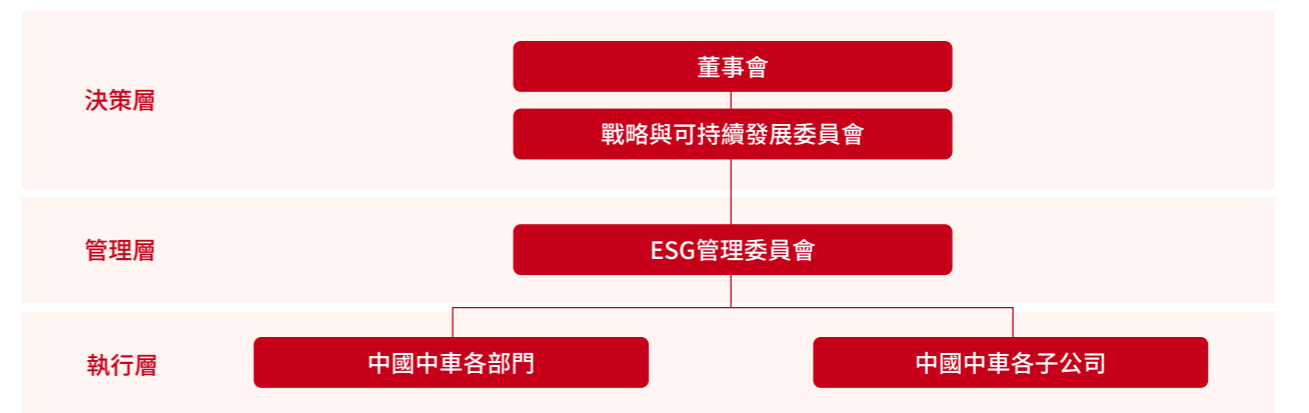 決策層
董事會
戰略與可持續發展委員會
管理層
ESG管理委員會
執行層
中國中車各部門
中國中車各子公司